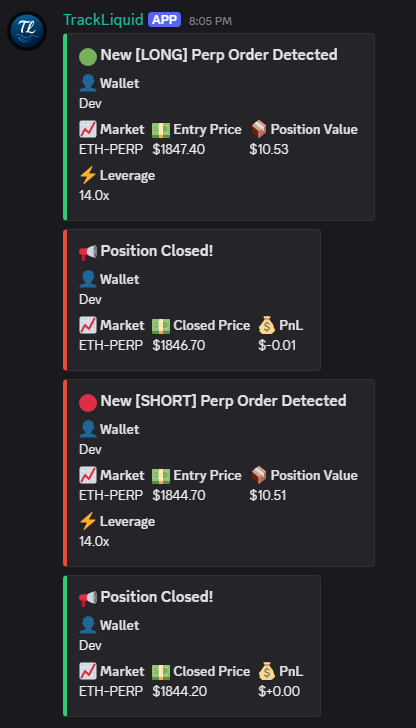 TL
TrackLiquid APP 8:05 PM
New [LONG] Perp Order Detected
Wallet
Dev
Market Entry Price Position Value
ETH-PERP $1847.40 $10.53
Leverage
14.0x
Position Closed!
Wallet
Dev
Market Closed Price PnL
ETH-PERP $1846.70 $-0.01
New [SHORT] Perp Order Detected
Wallet
Dev
Market Entry Price Position Value
ETH-PERP $1844.70 $10.51
Leverage
14.0x
Position Closed!
Wallet
Dev
Market Closed Price PnL
ETH-PERP $1844.20 $+0.00